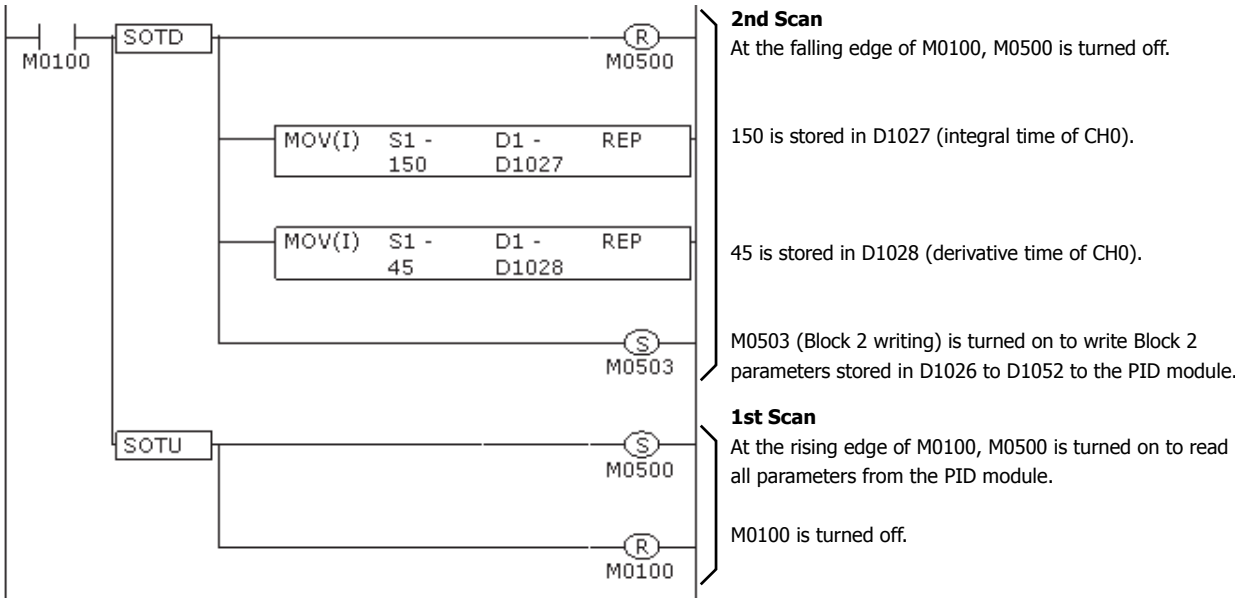 2nd Scan
SOTD
R
At the falling edge of M0100, M0500 is turned off.
M0100
M0500
MOV(I) S1 - D1 - REP
150 D1027
150 is stored in D1027 (integral time of CH0).
MOV(I) S1 - D1 - REP
45 D1028
45 is stored in D1028 (derivative time of CH0).
S
M0503
M0503 (Block 2 writing) is turned on to write Block 2
parameters stored in D1026 to D1052 to the PID module.
1st Scan
SOTU
S
M0500
At the rising edge of M0100, M0500 is turned on to read
all parameters from the PID module.
R
M0100
M0100 is turned off.